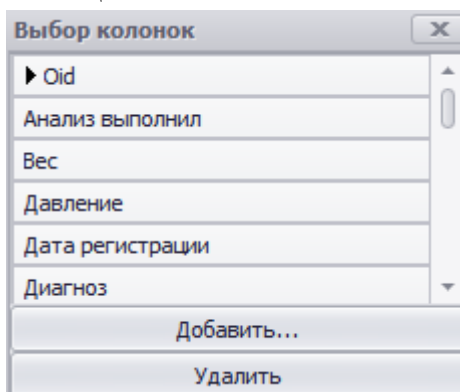 Выбор колонок
Oid
Анализ выполнил
Вес
Давление
Дата регистрации
Диагноз
Добавить...
Удалить